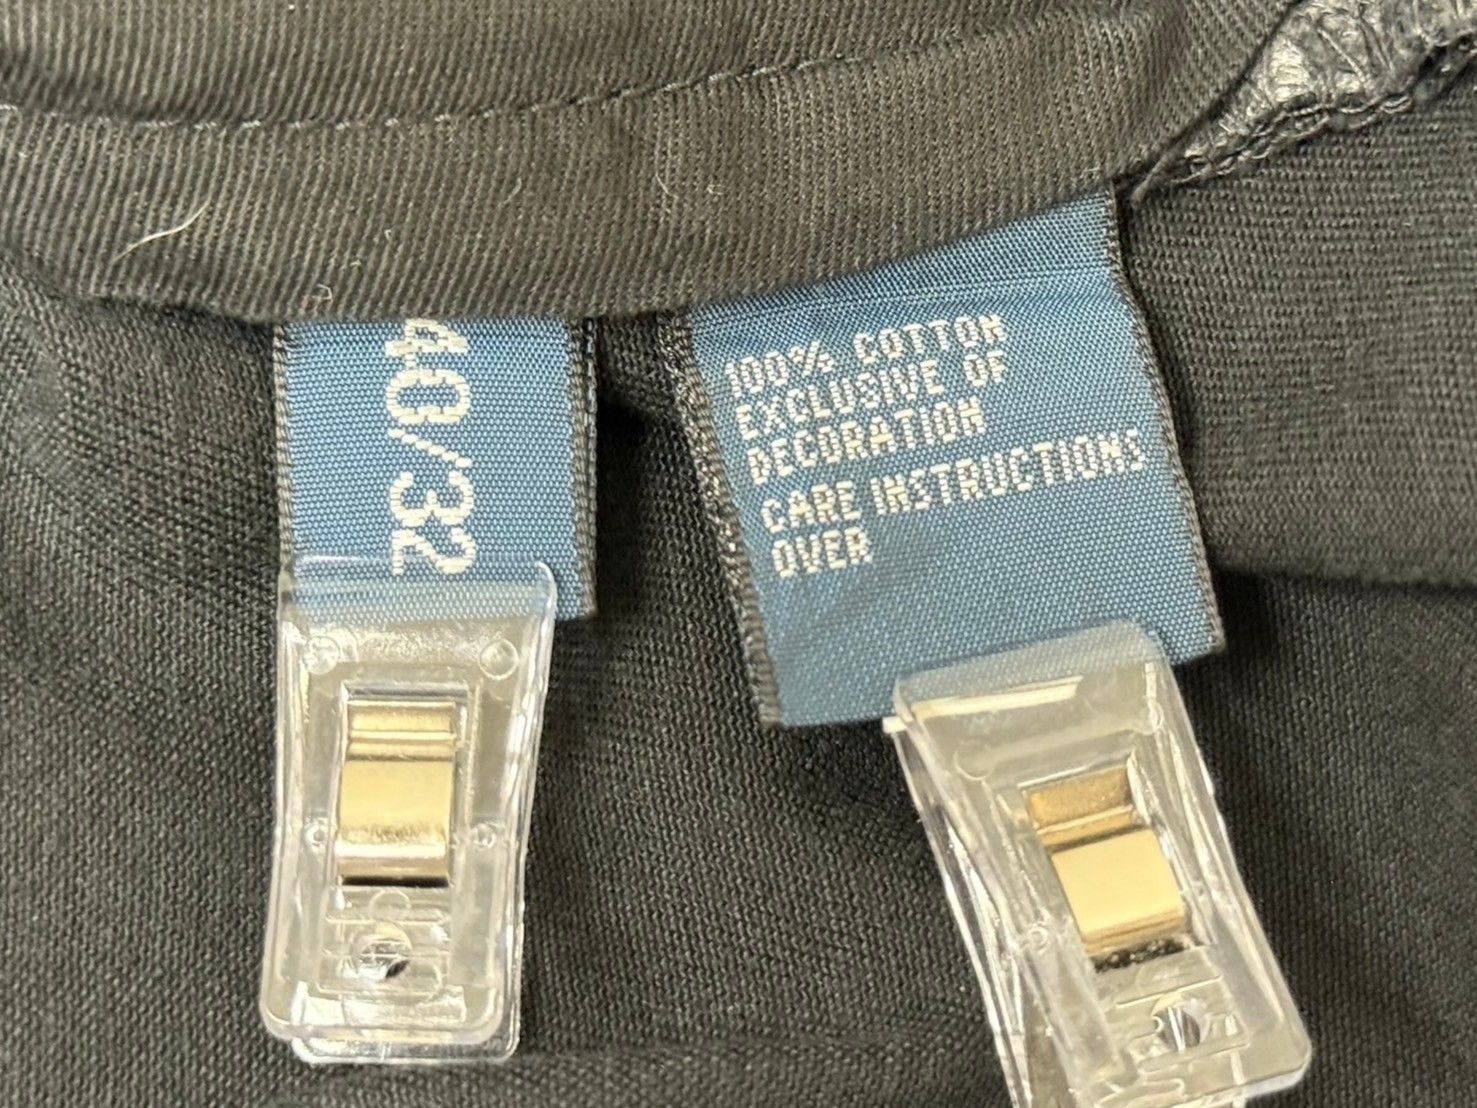 40/32
100% COTTON
EXCLUSIVE OF
DECORATION
CARE INSTRUCTIONS
OVER